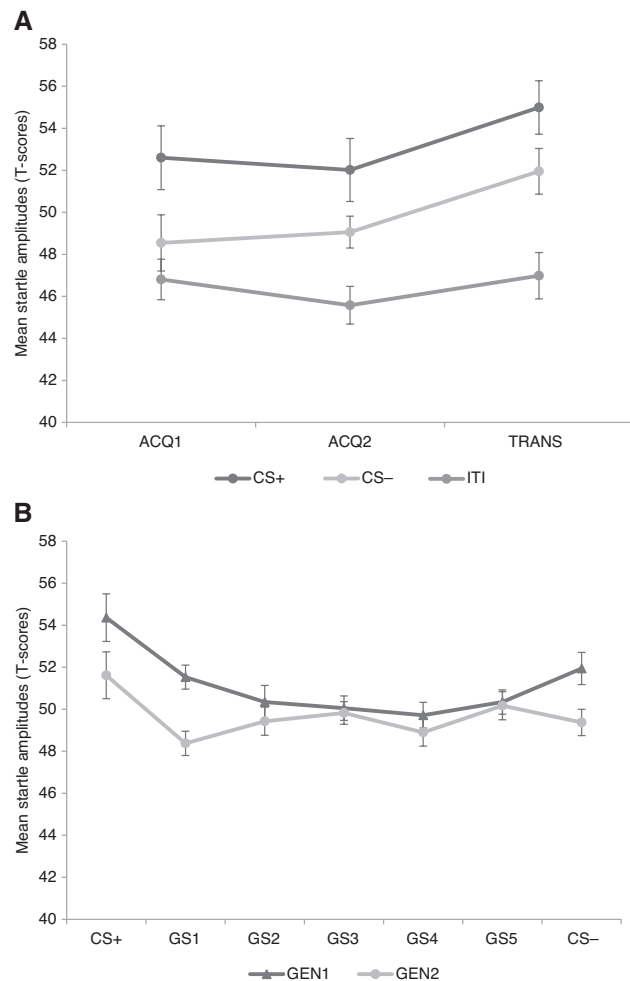 A
Mean startle amplitudes (T-scores)
58
56
54
52
50
48
46
44
42
40
ACQ1 ACQ2 TRANS
CS+ CS– ITI
B
Mean startle amplitudes (T-scores)
58
56
54
52
50
48
46
44
42
40
CS+ GS1 GS2 GS3 GS4 GS5 CS–
GEN1 GEN2